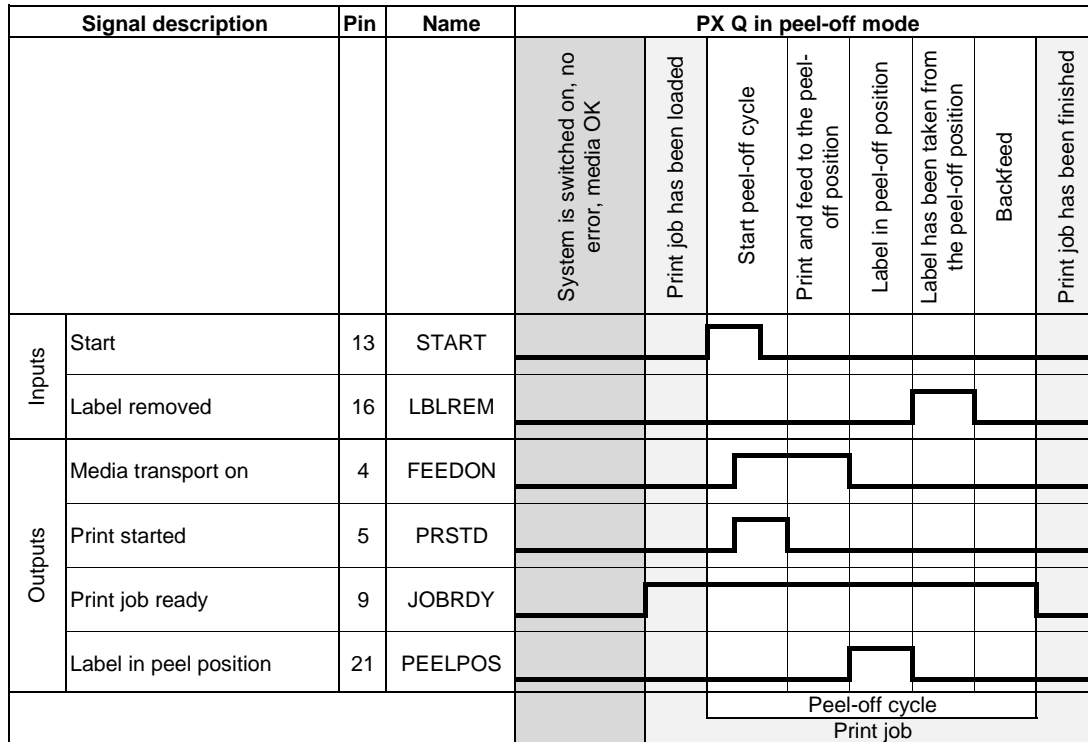 Signal description Pin Name PX Q in peel-off mode
System is switched on, no
error, media OK
Print job has been loaded
Start peel-off cycle
Print and feed to the peel-
off position
Label in peel-off position
Label has been taken from
the peel-off position
Backfeed
Print job has been finished
Inputs
Start 13 START
Label removed 16 LBLREM
Outputs
Media transport on 4 FEEDON
Print started 5 PRSTD
Print job ready 9 JOBRDY
Label in peel position 21 PEELPOS
Peel-off cycle
Print job